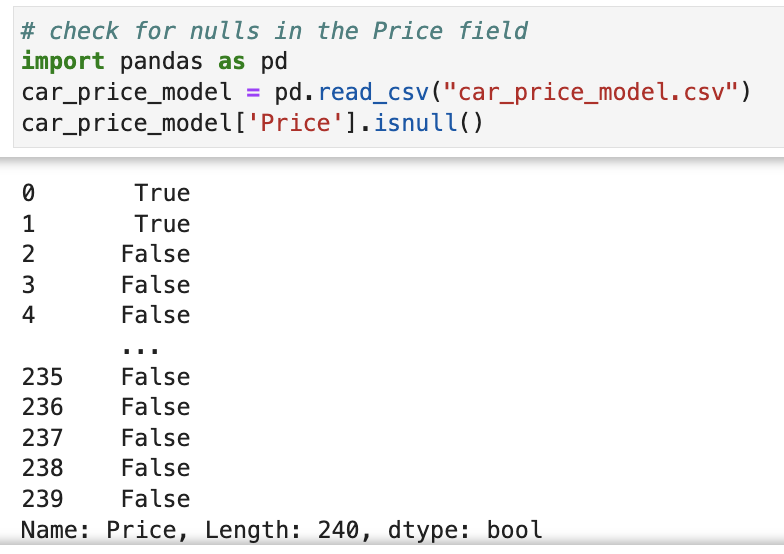 # check for nulls in the Price field
import pandas as pd
car_price_model = pd.read_csv("car_price_model.csv")
car_price_model['Price'].isnull()
0       True
1       True
2      False
3      False
4      False
       ...
235    False
236    False
237    False
238    False
239    False
Name: Price, Length: 240, dtype: bool